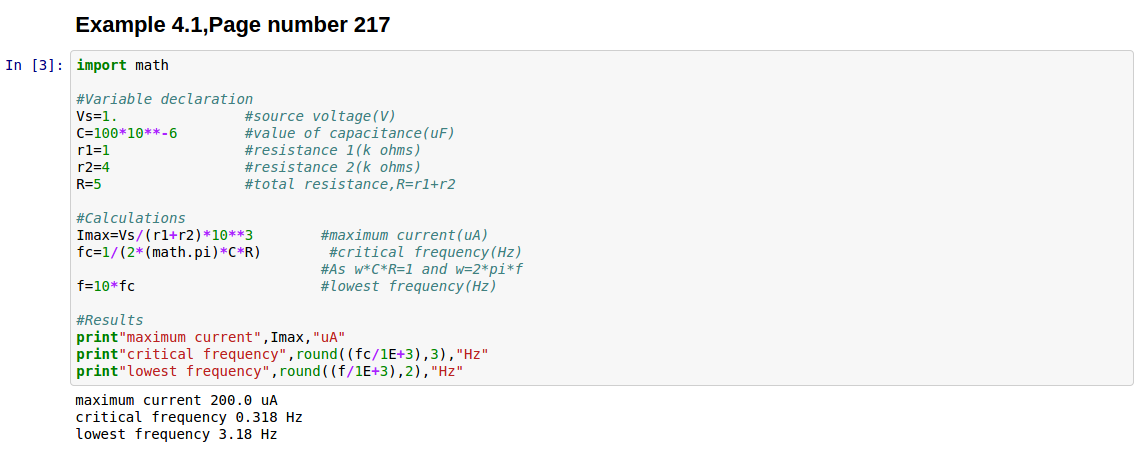 Example 4.1,Page number 217
In [3]: import math
#Variable declaration
Vs=1. #source voltage(V)
C=100*10**-6 #value of capacitance(uF)
r1=1 #resistance 1(k ohms)
r2=4 #resistance 2(k ohms)
R=5 #total resistance,R=r1+r2
#Calculations
Imax=Vs/(r1+r2)*10**3 #maximum current(uA)
fc=1/(2*(math.pi)*C*R) #critical frequency(Hz)
#As w*C*R=1 and w=2*pi*f
f=10*fc #lowest frequency(Hz)
#Results
print"maximum current",Imax,"uA"
print"critical frequency",round((fc/1E+3),3),"Hz"
print"lowest frequency",round((f/1E+3),2),"Hz"
maximum current 200.0 uA
critical frequency 0.318 Hz
lowest frequency 3.18 Hz